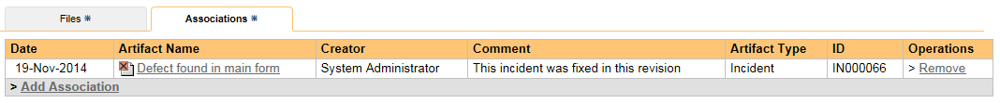 Files *
Associations *
Date Artifact Name Creator Comment Artifact Type ID Operations
19-Nov-2014 Defect found in main form System Administrator This incident was fixed in this revision Incident IN000066 > Remove
> Add Association